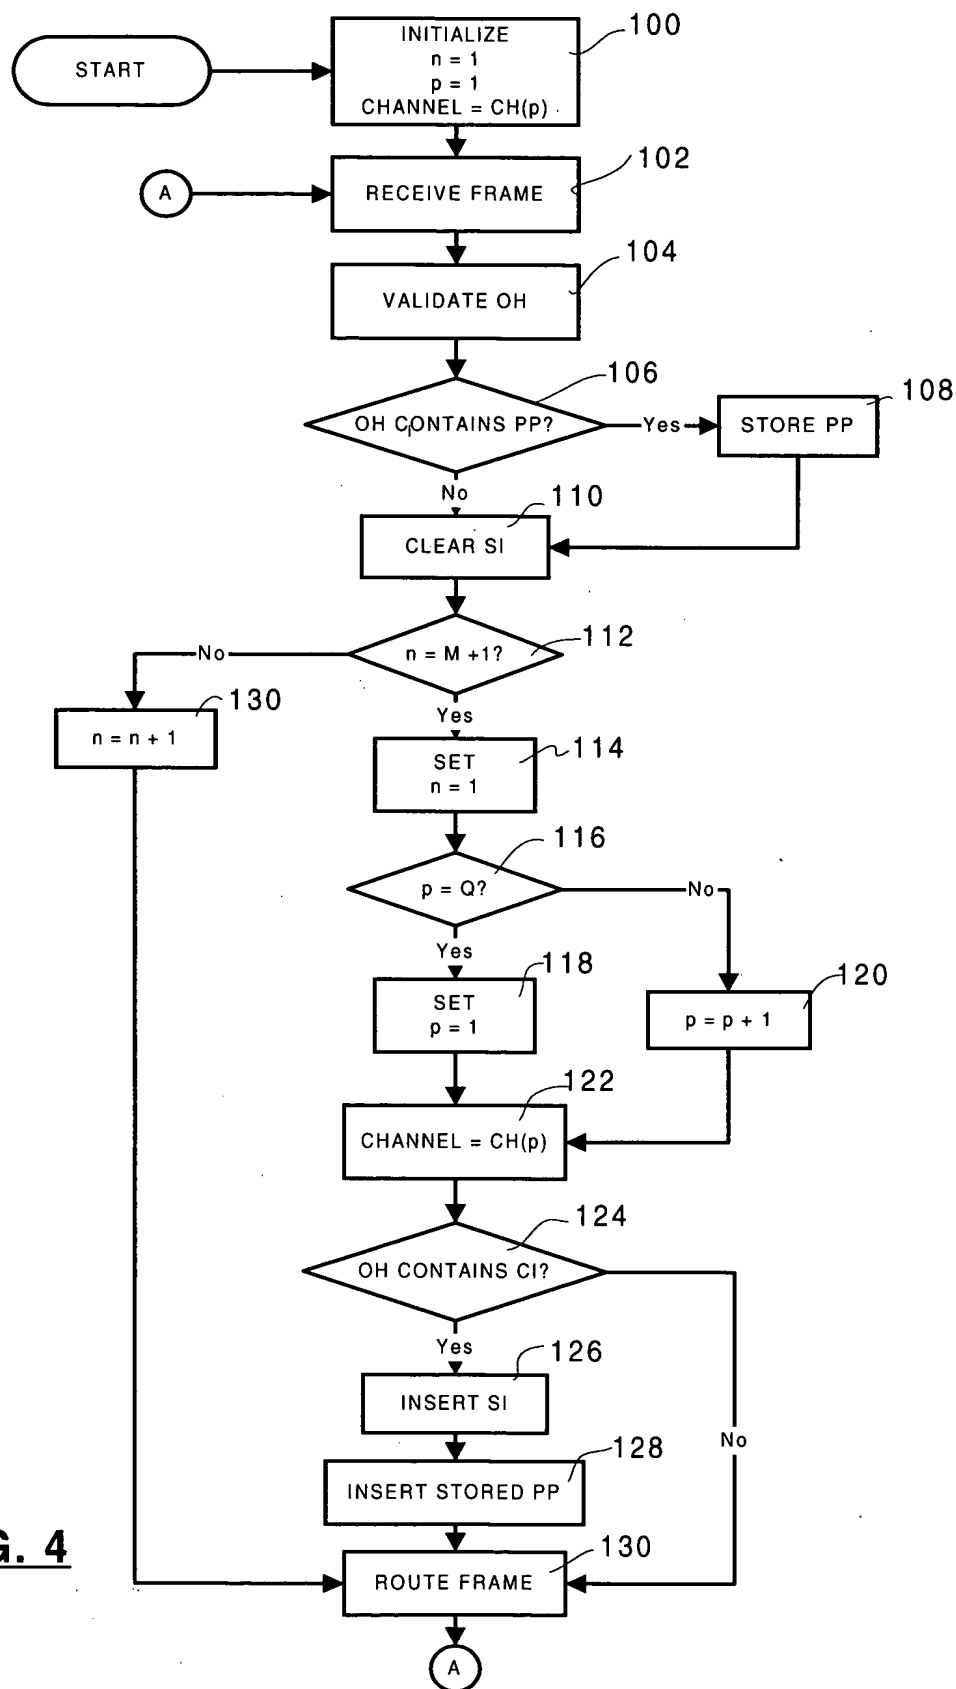 START
INITIALIZE
n = 1
p = 1
CHANNEL = CH(p)
100
A
RECEIVE FRAME
102
VALIDATE OH
104
OH CONTAINS PP?
106
Yes
STORE PP
108
No
CLEAR SI
110
n = M +1?
112
No
n = n + 1
130
Yes
SET
n = 1
114
p = Q?
116
No
Yes
SET
p = 1
118
p = p + 1
120
CHANNEL = CH(p)
122
OH CONTAINS CI?
124
Yes
INSERT SI
126
No
INSERT STORED PP
128
ROUTE FRAME
130
G. 4
A